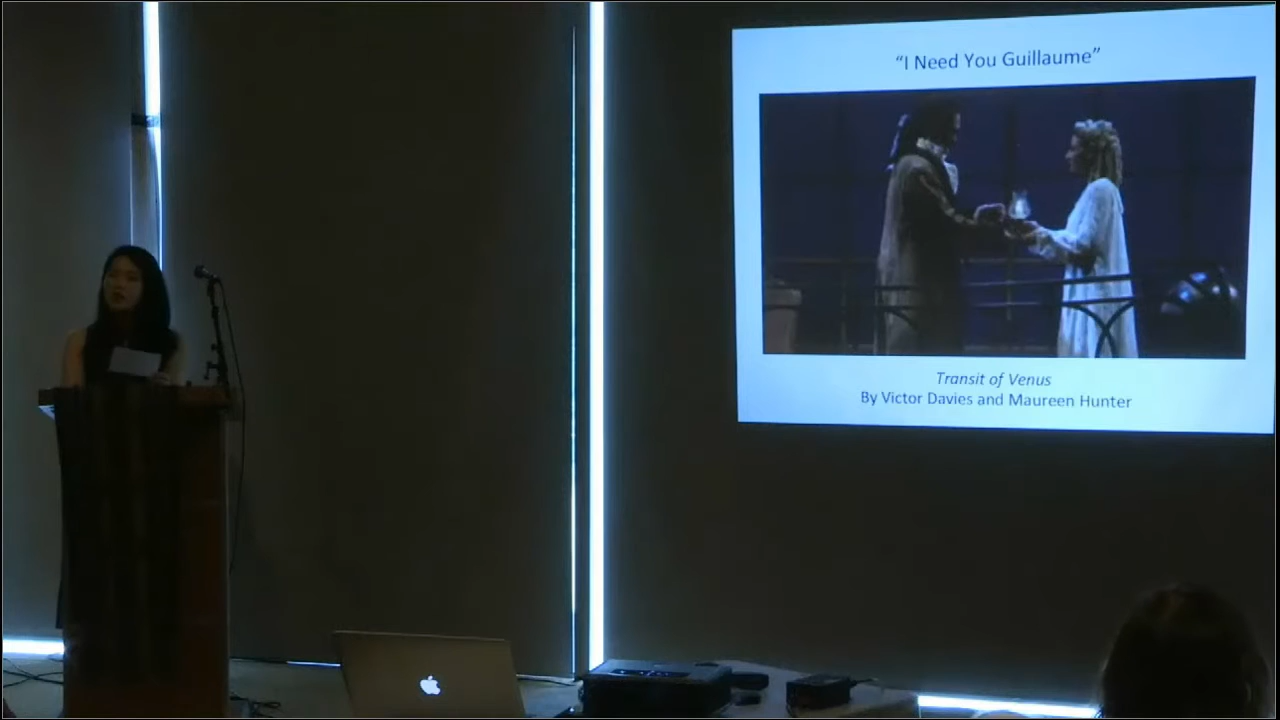 “I Need You Guillaume”
Transit of Venus
By Victor Davies and Maureen Hunter